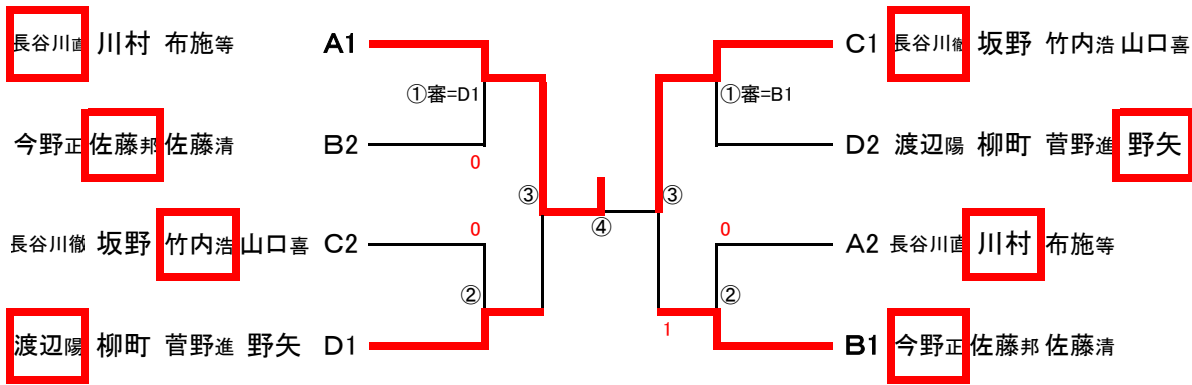 長谷川直 川村 布施等 A1 C1 長谷川徹 坂野 竹内浩 山口喜
①審=D1 ①審=B1
今野正 佐藤邦 佐藤清 B2 D2 渡辺陽 柳町 菅野進 野矢
0
③ ③
④
長谷川徹 坂野 竹内浩 山口喜 C2 0 0 A2 長谷川直 川村 布施等
② ②
1
渡辺陽 柳町 菅野進 野矢 D1 B1 今野正 佐藤邦 佐藤清